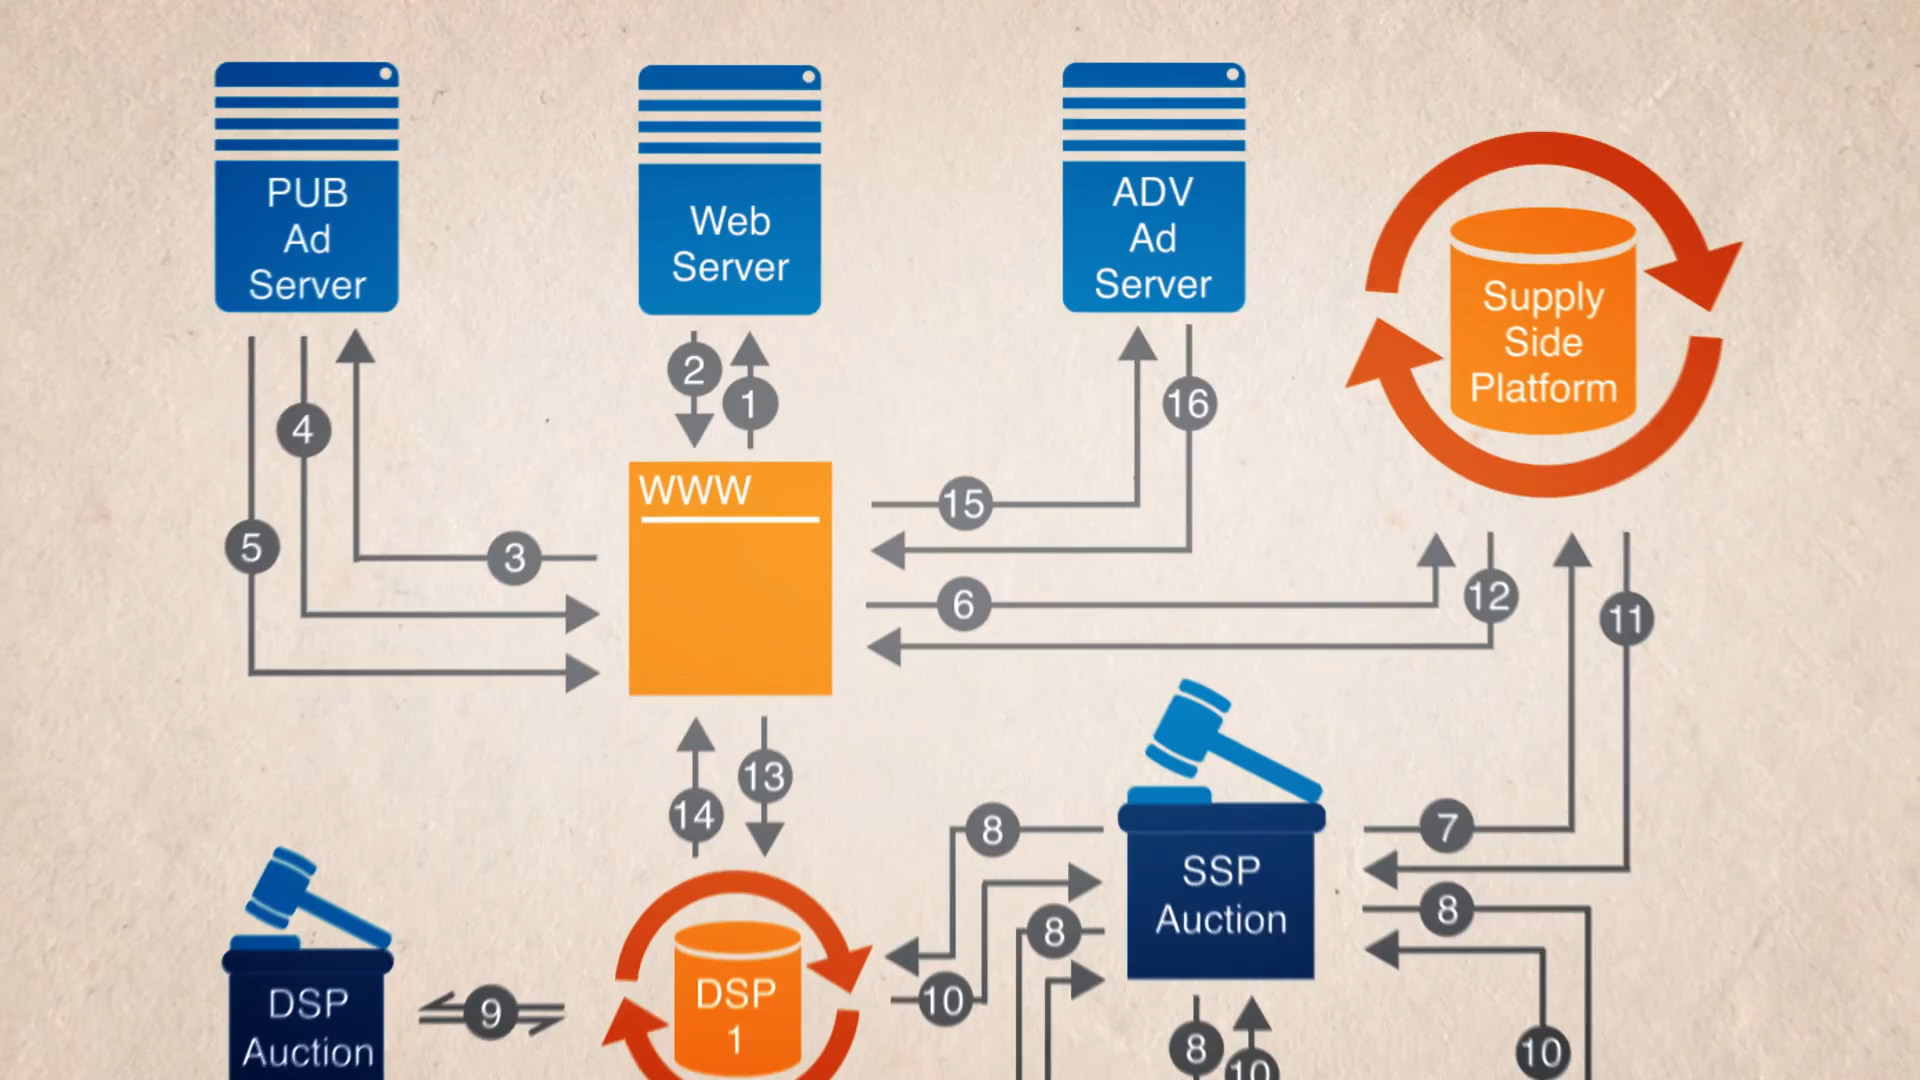 PUB
Ad
Server
Web
Server
ADV
Ad
Server
Supply
Side
Platform
2
1
4
16
WWW
15
5
3
6
12
11
13
14
8
7
SSP
Auction
8
8
DSP
Auction
9
DSP
1
10
8
10
10